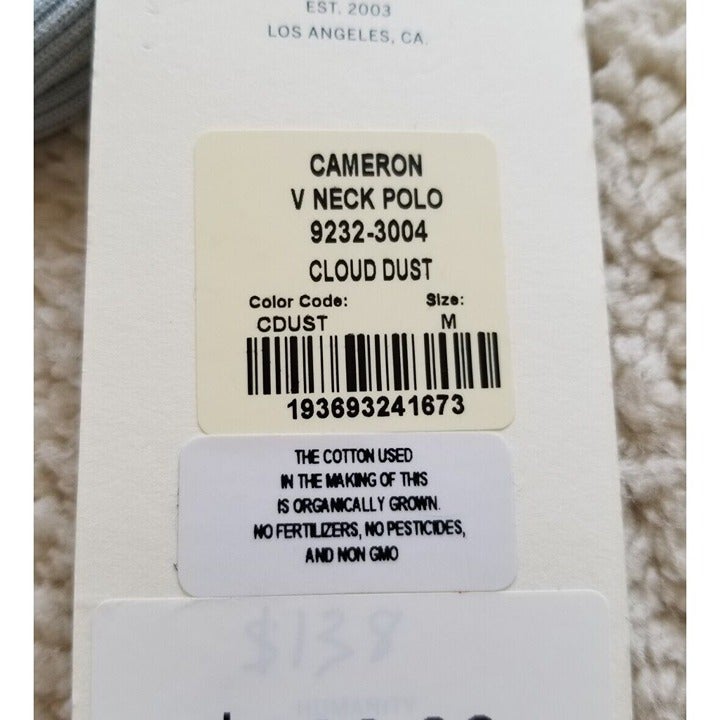 EST. 2003
LOS ANGELES, CA.
CAMERON
V NECK POLO
9232-3004
CLOUD DUST
Color Code: Size:
CDUST M
193693241673
THE COTTON USED
IN THE MAKING OF THIS
IS ORGANICALLY GROWN.
NO FERTILIZERS, NO PESTICIDES,
AND NON GMO
$138